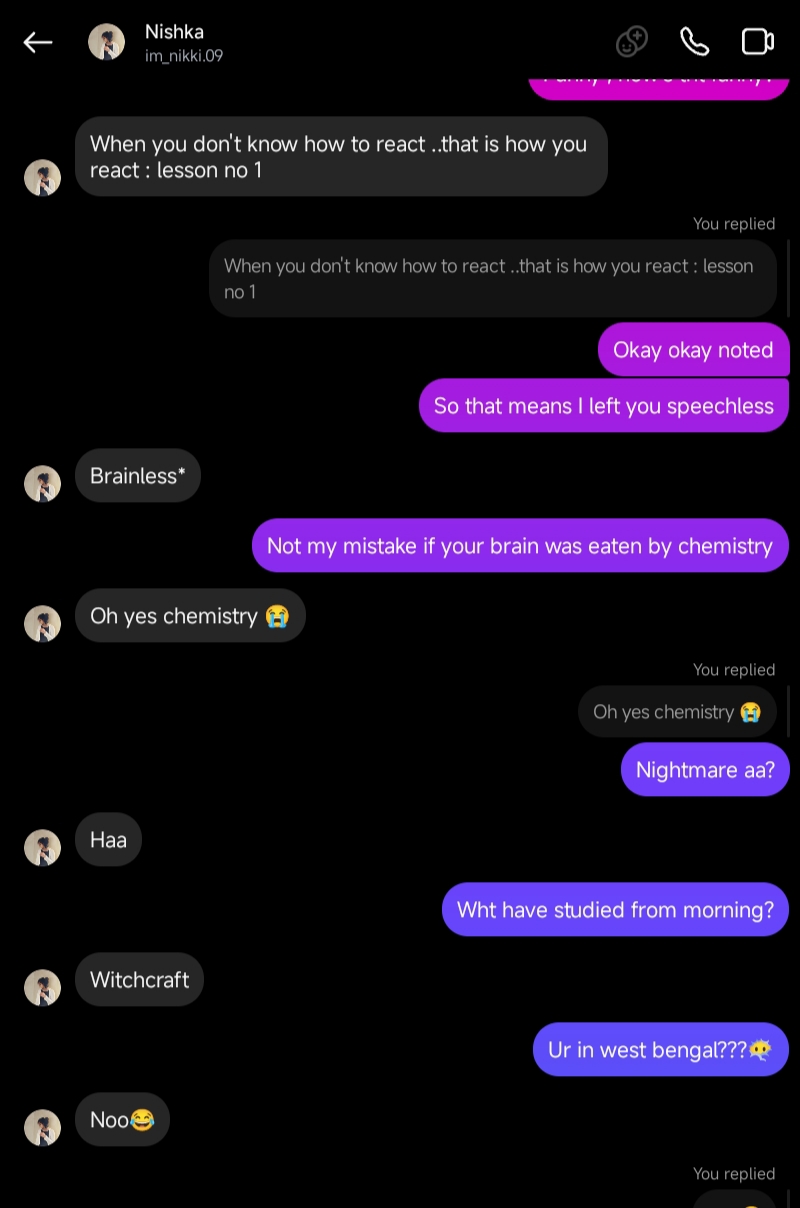 Nishka
im_nikki.09
When you don't know how to react ..that is how you
react : lesson no 1
You replied
When you don't know how to react ..that is how you react : lesson
no 1
Okay okay noted
So that means I left you speechless
Brainless*
Not my mistake if your brain was eaten by chemistry
Oh yes chemistry 😭
You replied
Oh yes chemistry 😭
Nightmare aa?
Haa
Wht have studied from morning?
Witchcraft
Ur in west bengal???🫨
Noo😂
You replied